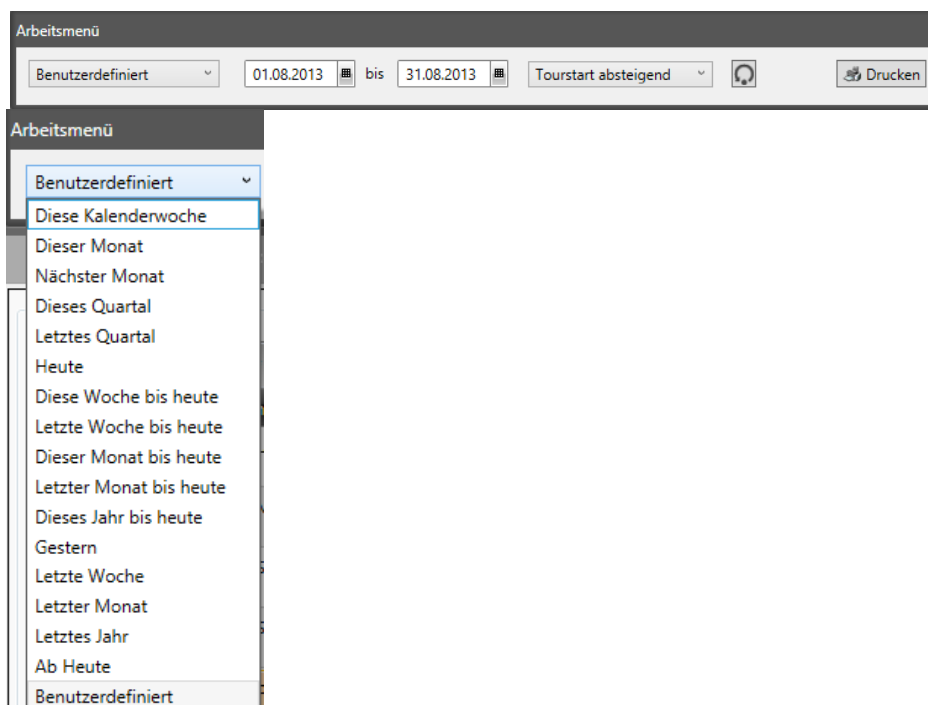 Arbeitsmenü
Benutzerdefiniert 01.08.2013 bis 31.08.2013 Tourstart absteigend Drucken
Arbeitsmenü
Benutzerdefiniert
Diese Kalenderwoche
Dieser Monat
Nächster Monat
Dieses Quartal
Letztes Quartal
Heute
Diese Woche bis heute
Letzte Woche bis heute
Dieser Monat bis heute
Letzter Monat bis heute
Dieses Jahr bis heute
Gestern
Letzte Woche
Letzter Monat
Letztes Jahr
Ab Heute
Benutzerdefiniert